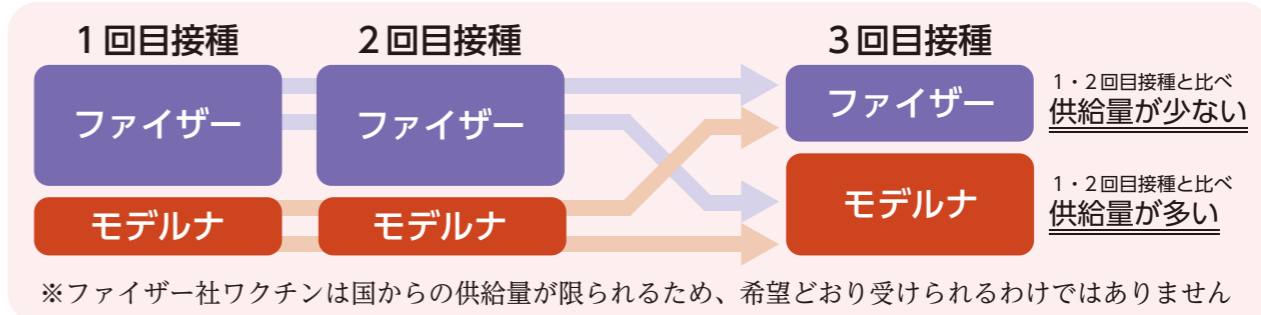 1回目接種
2回目接種
3回目接種
ファイザー
ファイザー
ファイザー
1・2回目接種と比べ
供給量が少ない
モデルナ
モデルナ
モデルナ
1・2回目接種と比べ
供給量が多い
※ファイザー社ワクチンは国からの供給量が限られるため、希望どおり受けられるわけではありません